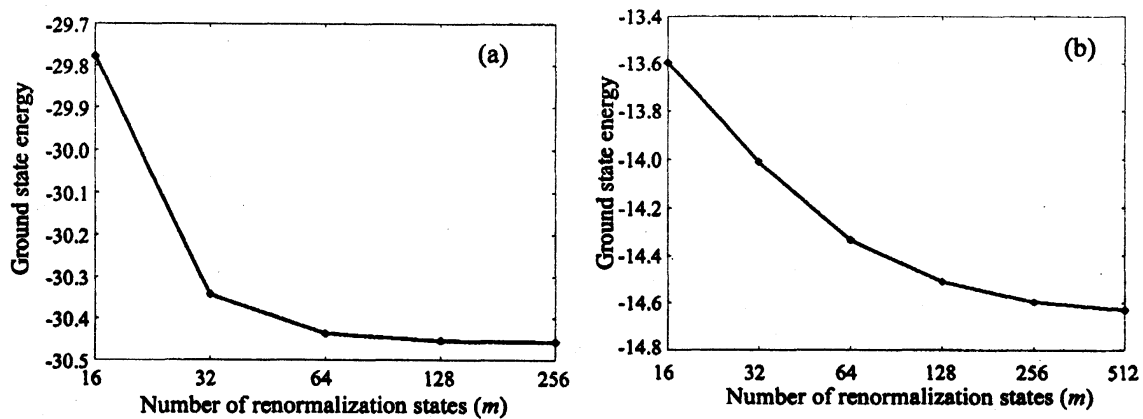 (a)
Ground state energy
-29.7
-29.8
-29.9
-30.0
-30.1
-30.2
-30.3
-30.4
-30.5
16 32 64 128 256
Number of renormalization states (m)
(b)
Ground state energy
-13.4
-13.6
-13.8
-14.0
-14.2
-14.4
-14.6
-14.8
16 32 64 128 256 512
Number of renormalization states (m)